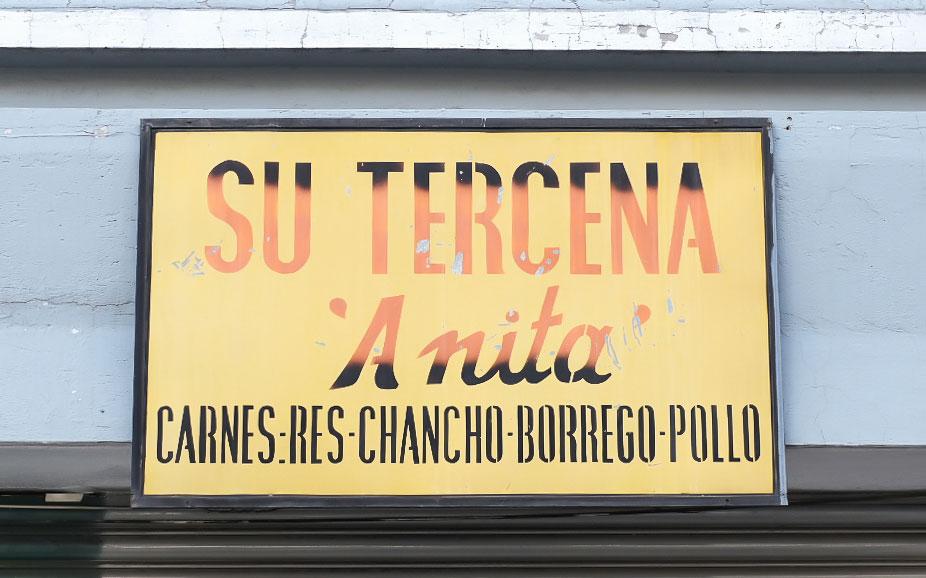 SU TERCENA
'Anita'
CARNES-RES-CHANCHO-BORREGO-POLLO